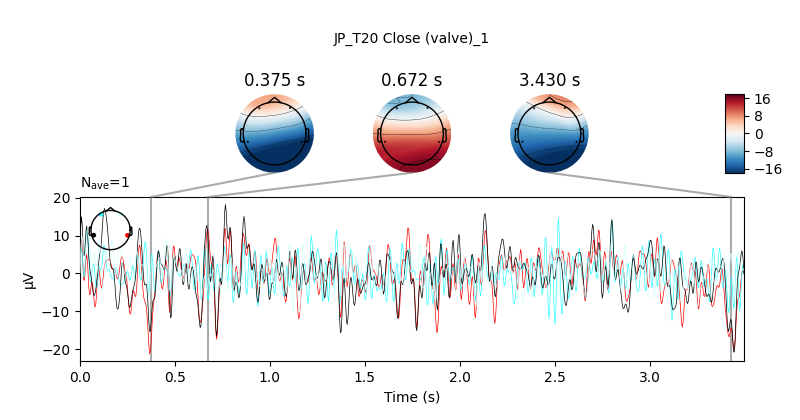 JP_T20 Close (valve)_1
0.375 s 0.672 s 3.430 s
16
8
0
−8
−16
Nave=1
20
10
0
−10
−20
µV
0.0 0.5 1.0 1.5 2.0 2.5 3.0
Time (s)